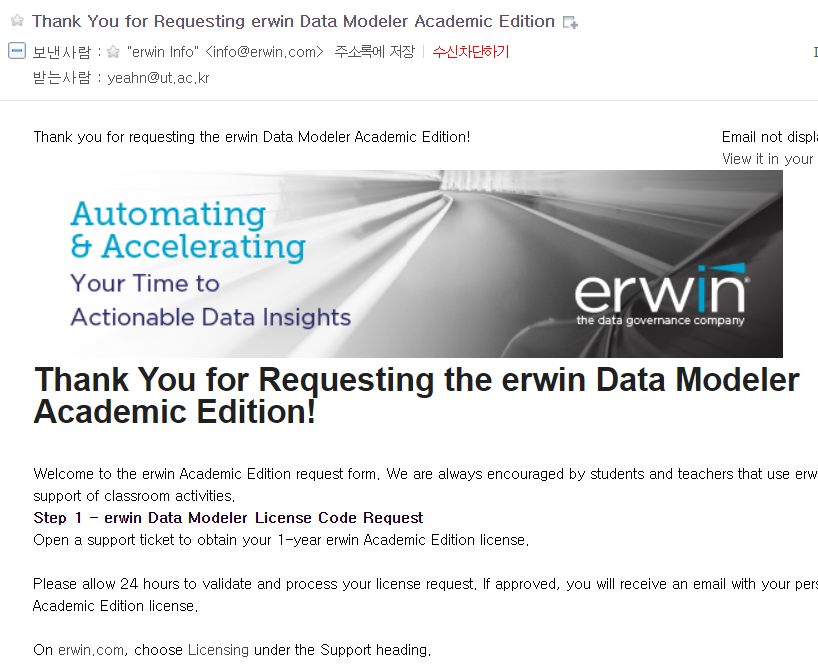 Thank You for Requesting erwin Data Modeler Academic Edition
보낸사람 : "erwin Info" <info@erwin.com> 주소록에 저장 | 수신차단하기
받는사람 : yeahn@ut.ac.kr
Thank you for requesting the erwin Data Modeler Academic Edition!
Email not displa
View it in your
Automating
& Accelerating
Your Time to
Actionable Data Insights
erwin®
the data governance company
Thank You for Requesting the erwin Data Modeler
Academic Edition!
Welcome to the erwin Academic Edition request form. We are always encouraged by students and teachers that use erw
support of classroom activities.
Step 1 - erwin Data Modeler License Code Request
Open a support ticket to obtain your 1-year erwin Academic Edition license.
Please allow 24 hours to validate and process your license request. If approved, you will receive an email with your pers
Academic Edition license.
On erwin.com, choose Licensing under the Support heading.